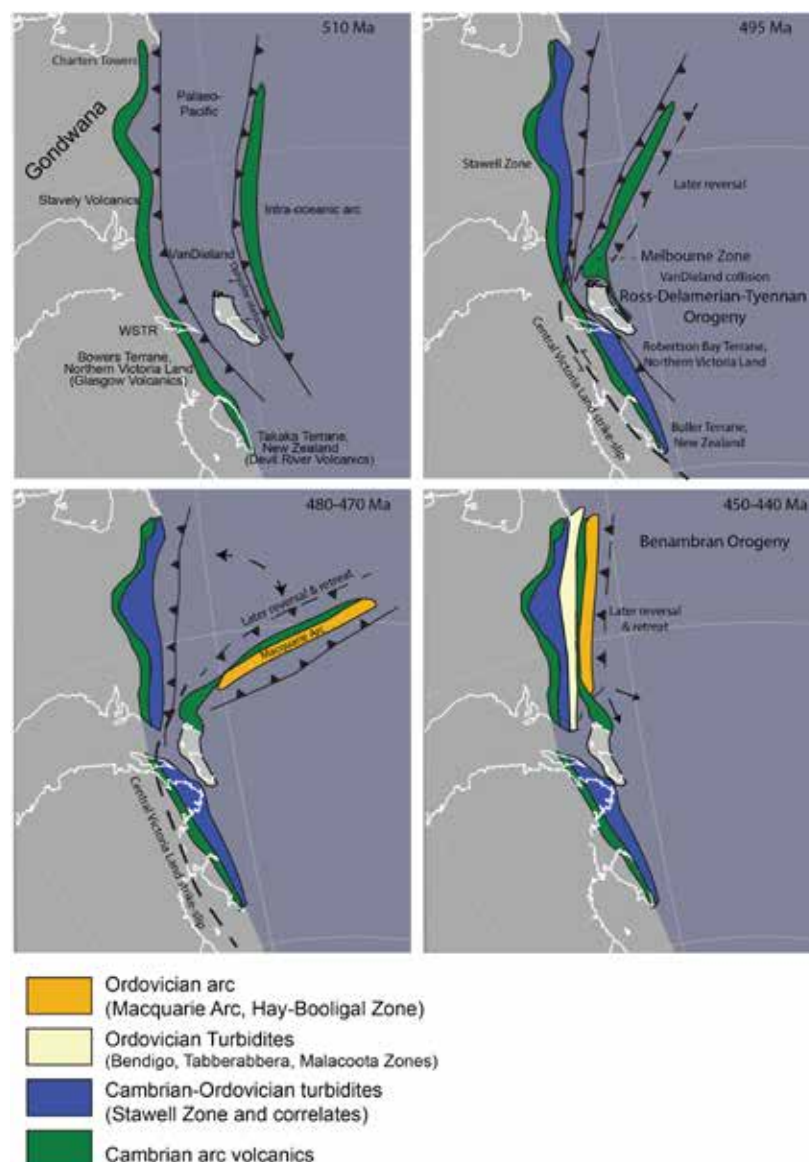 510 Ma
Charters Towers
Palaeo-
Pacific
Gondwana
Stavely Volcanics
Intra-oceanic arc
VanDieland
WSTR
Bowers Terrane,
Northern Victoria Land
(Glasgow Volcanics)
Takaka Terrane,
New Zealand
(Devil River Volcanics)
495 Ma
Stawell Zone
Later reversal
Melbourne Zone
VanDieland collision
Ross-Delamerian-Tyennan
Orogeny
Robertson Bay Terrane,
Northern Victoria Land
Central Victoria Land strike-slip
Buller Terrane,
New Zealand
480-470 Ma
Later reversal & retreat
Macquarie Arc
Central Victoria Land strike-slip
450-440 Ma
Benambran Orogeny
Later reversal
& retreat
Ordovician arc
(Macquarie Arc, Hay-Booligal Zone)
Ordovician Turbidites
(Bendigo, Tabberabbera, Malacoota Zones)
Cambrian-Ordovician turbidites
(Stawell Zone and correlates)
Cambrian arc volcanics